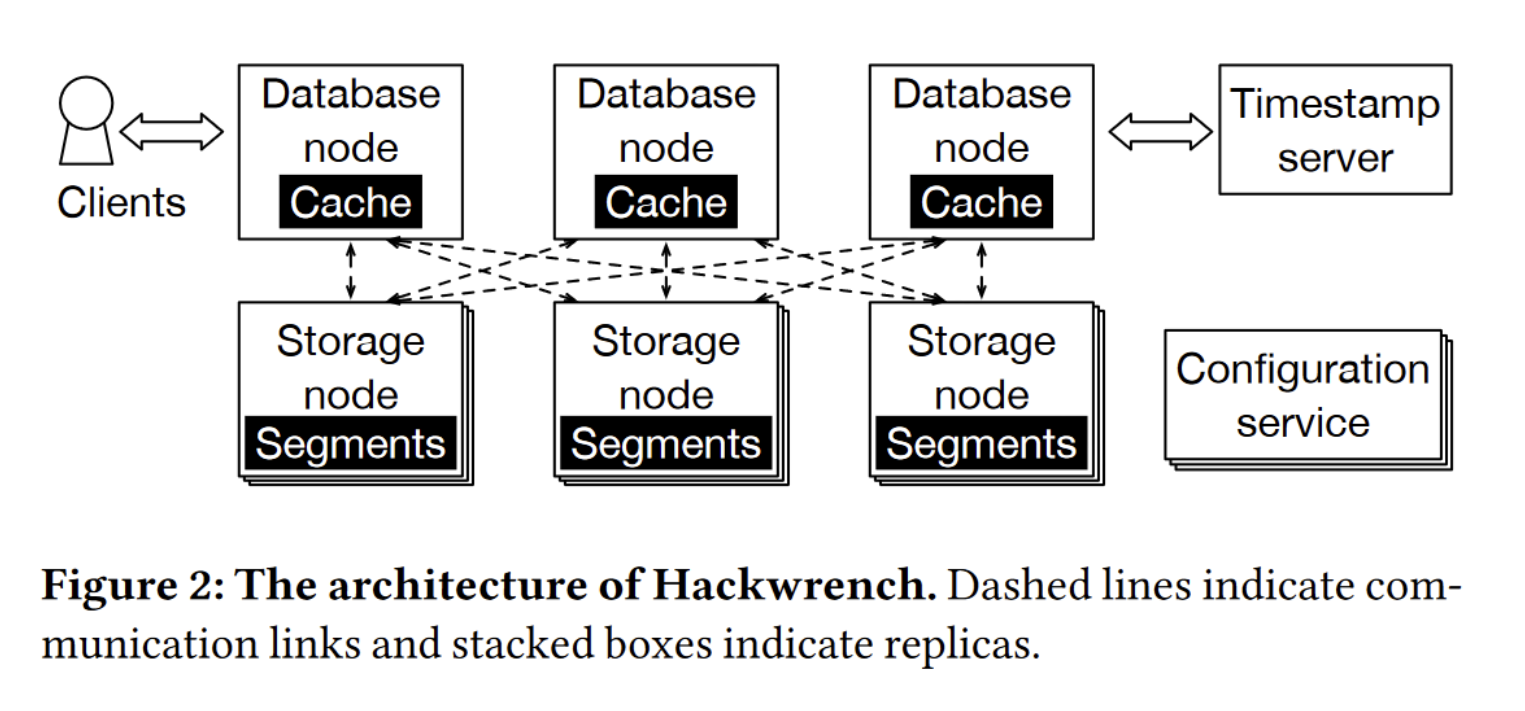 Database
node
Cache
Database
node
Cache
Database
node
Cache
Timestamp
server
Clients
Storage
node
Segments
Storage
node
Segments
Storage
node
Segments
Configuration
service
Figure 2: The architecture of Hackwrench. Dashed lines indicate com-
munication links and stacked boxes indicate replicas.